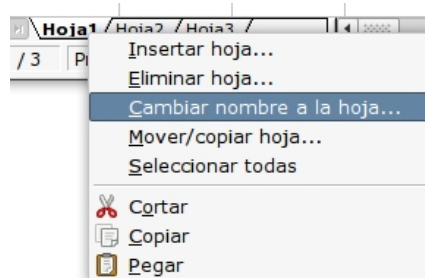 Hoja1 / Hoja2 / Hoja3 /
/ 3
Insertar hoja...
Eliminar hoja...
Cambiar nombre a la hoja...
Mover/copiar hoja...
Seleccionar todas
Cortar
Copiar
Pegar